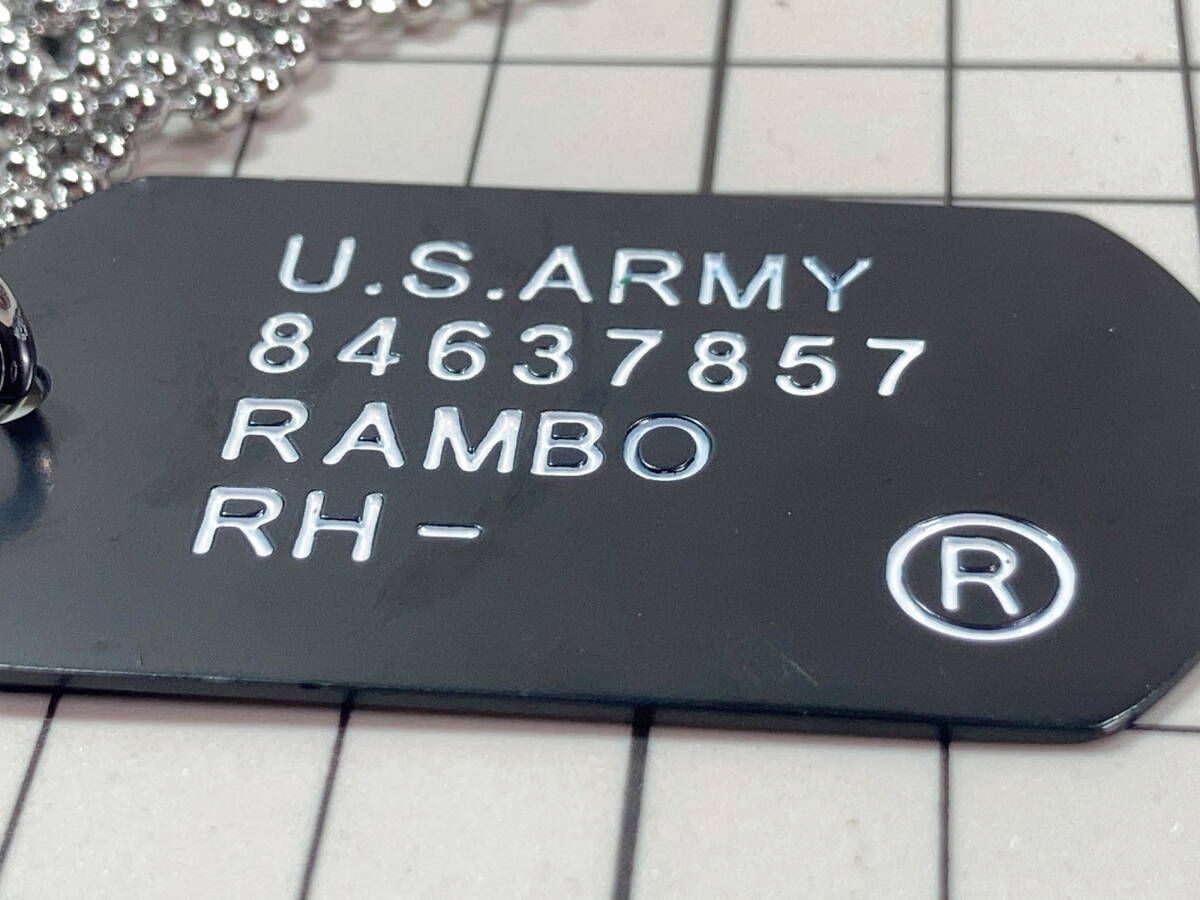 U.S.ARMY
84637857
RAMBO
RH-
®